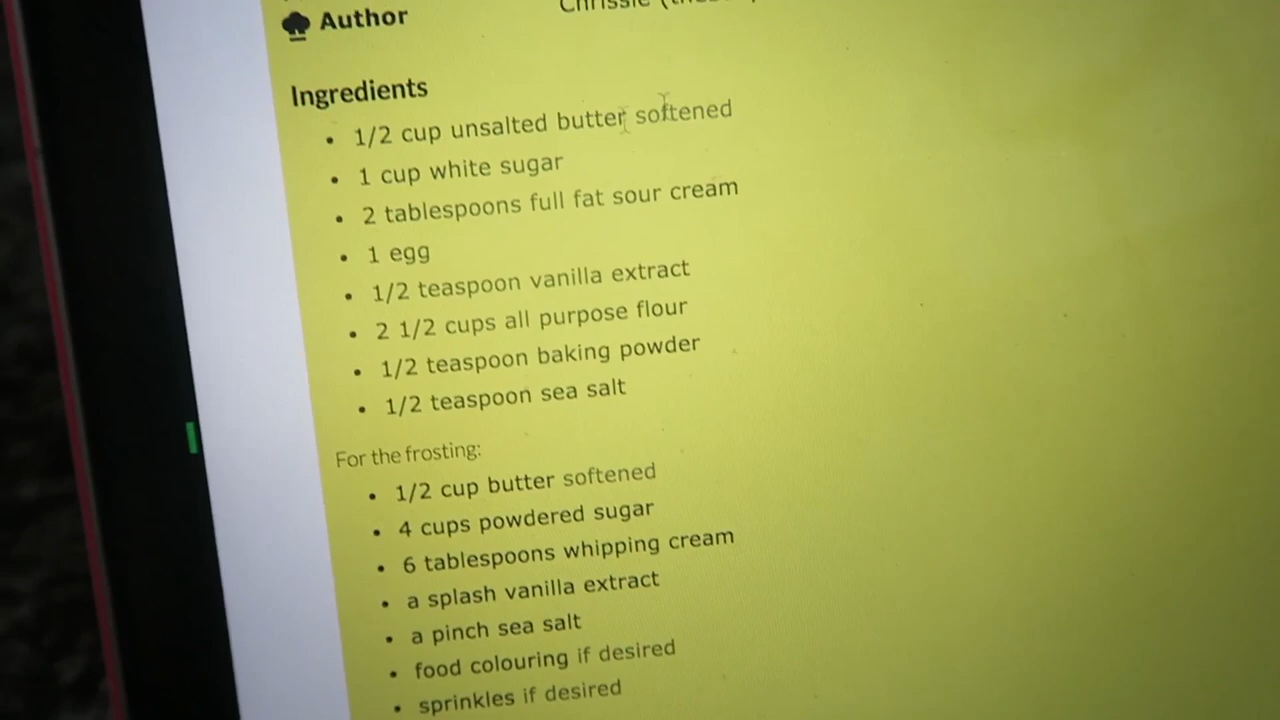 Author
Chrissie
Ingredients
1/2 cup unsalted butter softened
1 cup white sugar
2 tablespoons full fat sour cream
1 egg
1/2 teaspoon vanilla extract
2 1/2 cups all purpose flour
1/2 teaspoon baking powder
1/2 teaspoon sea salt
For the frosting:
1/2 cup butter softened
4 cups powdered sugar
6 tablespoons whipping cream
a splash vanilla extract
a pinch sea salt
food colouring if desired
sprinkles if desired